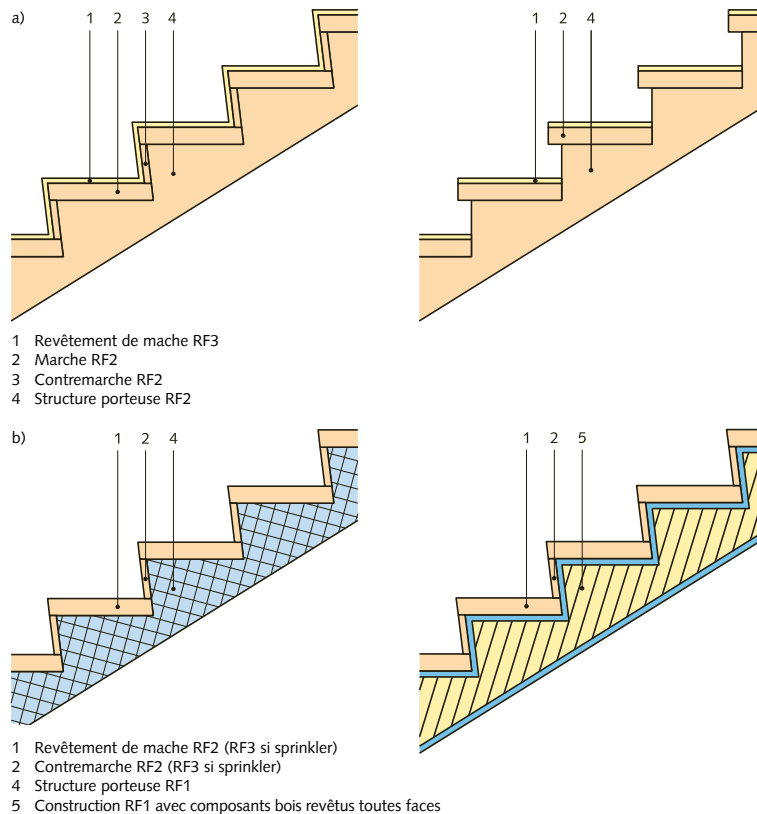 a) 1 2 3 4 1 2 4
1 Revêtement de mache RF3
2 Marche RF2
3 Contremarche RF2
4 Structure porteuse RF2
b) 1 2 4 1 2 5
1 Revêtement de mache RF2 (RF3 si sprinkler)
2 Contremarche RF2 (RF3 si sprinkler)
4 Structure porteuse RF1
5 Construction RF1 avec composants bois revêtus toutes faces